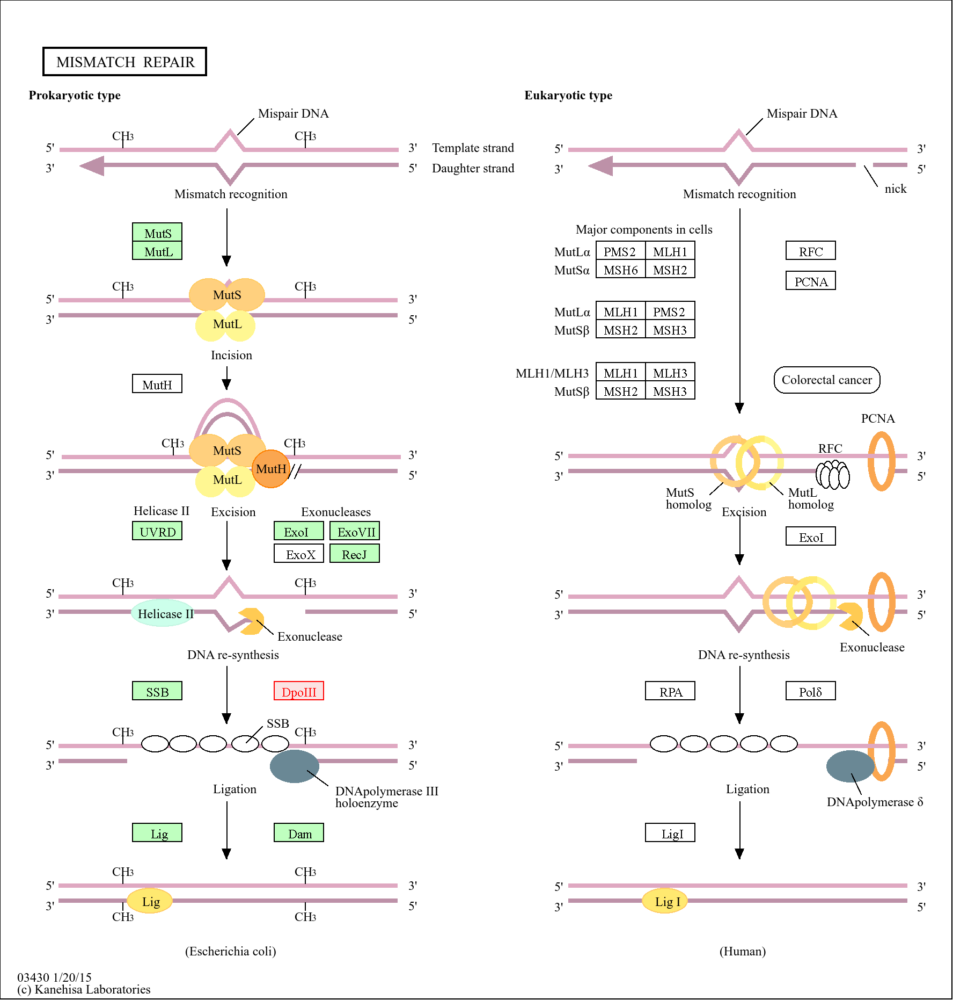 MISMATCH REPAIR
Prokaryotic type
Eukaryotic type
Mispair DNA
Mispair DNA
CH3
CH3
5'
3'
Template strand
5'
3'
3'
5'
Daughter strand
3'
5'
nick
Mismatch recognition
Mismatch recognition
MutS
MutL
Major components in cells
MutLα PMS2 MLH1
RFC
MutSα MSH6 MSH2
PCNA
CH3
MutS
CH3
5'
3'
3'
MutL
5'
MutLα MLH1 PMS2
MutSβ MSH2 MSH3
Incision
MutH
MLH1/MLH3 MLH1 MLH3
MutSβ MSH2 MSH3
Colorectal cancer
PCNA
CH3
MutS
CH3
RFC
5'
3'
5'
3'
3'
MutL
MutH
5'
3'
5'
MutS
homolog
MutL
homolog
Helicase II
Excision
Exonucleases
Excision
UVRD
ExoI
ExoVII
ExoI
ExoX
RecJ
CH3
CH3
5'
3'
5'
3'
3'
Helicase II
5'
3'
5'
Exonuclease
Exonuclease
DNA re-synthesis
DNA re-synthesis
SSB
DpoIII
RPA
Polδ
SSB
CH3
CH3
5'
3'
5'
3'
3'
5'
3'
5'
Ligation
DNApolymerase III
holoenzyme
Ligation
DNApolymerase δ
Lig
Dam
LigI
CH3
CH3
5'
3'
5'
3'
3'
Lig
5'
3'
Lig I
5'
CH3
CH3
(Escherichia coli)
(Human)
03430 1/20/15
(c) Kanehisa Laboratories